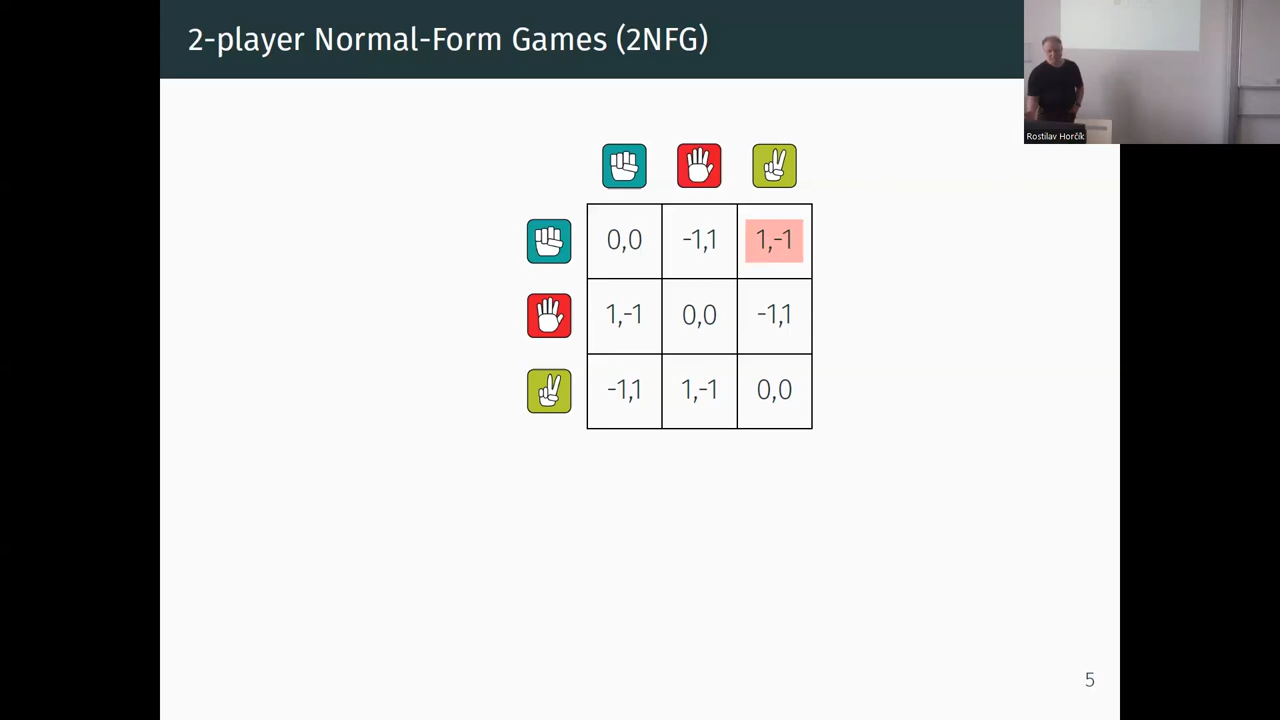 2-player Normal-Form Games (2NFG)
Rostilav Horčík
0,0 -1,1 1,-1
1,-1 0,0 -1,1
-1,1 1,-1 0,0
5